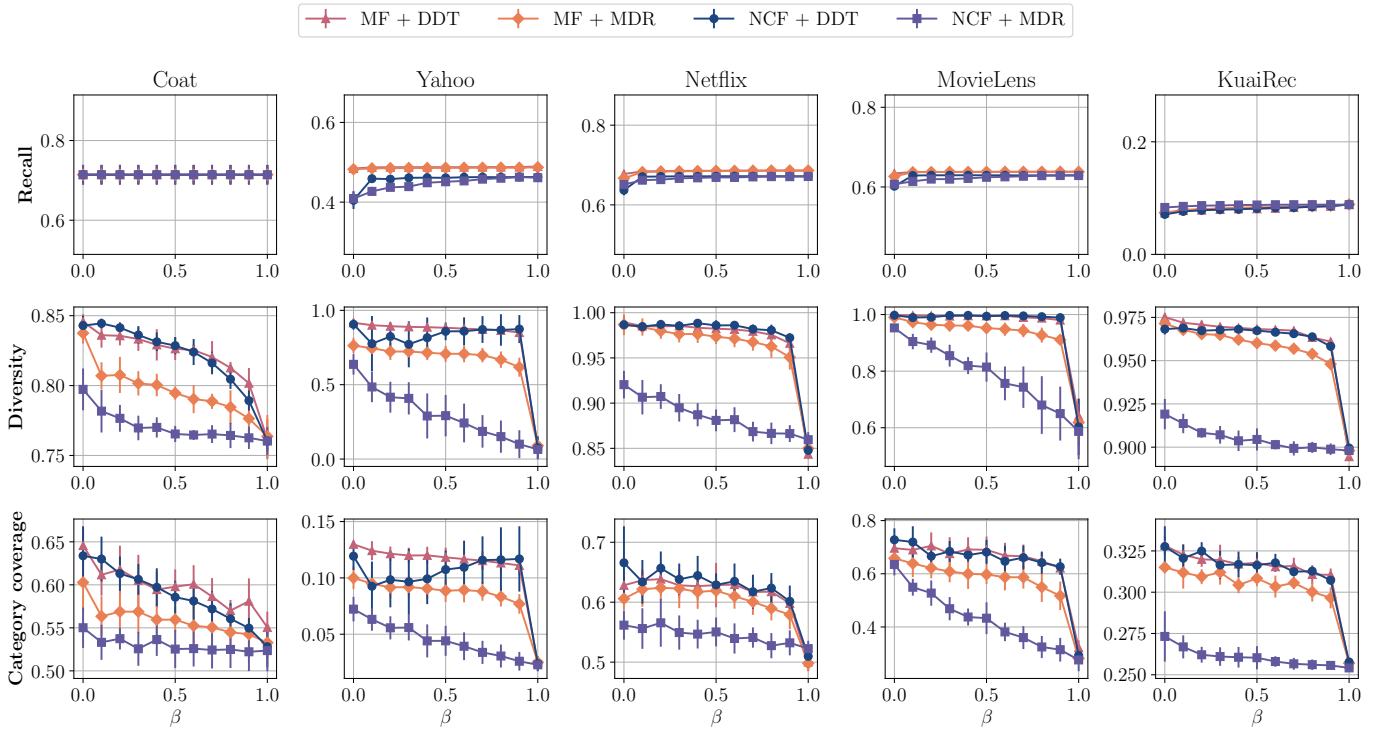 MF + DDT MF + MDR NCF + DDT NCF + MDR
Coat Yahoo Netflix MovieLens KuaiRec
Recall
0.8
0.6
0.0 0.5 1.0
0.6
0.4
0.0 0.5 1.0
0.8
0.6
0.0 0.5 1.0
0.8
0.6
0.0 0.5 1.0
0.2
0.0
0.0 0.5 1.0
Diversity
0.85
0.80
0.75
0.0 0.5 1.0
1.0
0.5
0.0
0.0 0.5 1.0
1.00
0.95
0.90
0.85
0.0 0.5 1.0
1.0
0.8
0.6
0.0 0.5 1.0
0.975
0.950
0.925
0.900
0.0 0.5 1.0
Category coverage
0.65
0.60
0.55
0.50
0.0 0.5 1.0
β
0.15
0.10
0.05
0.0 0.5 1.0
β
0.7
0.6
0.5
0.0 0.5 1.0
β
0.8
0.6
0.4
0.0 0.5 1.0
β
0.325
0.300
0.275
0.250
0.0 0.5 1.0
β